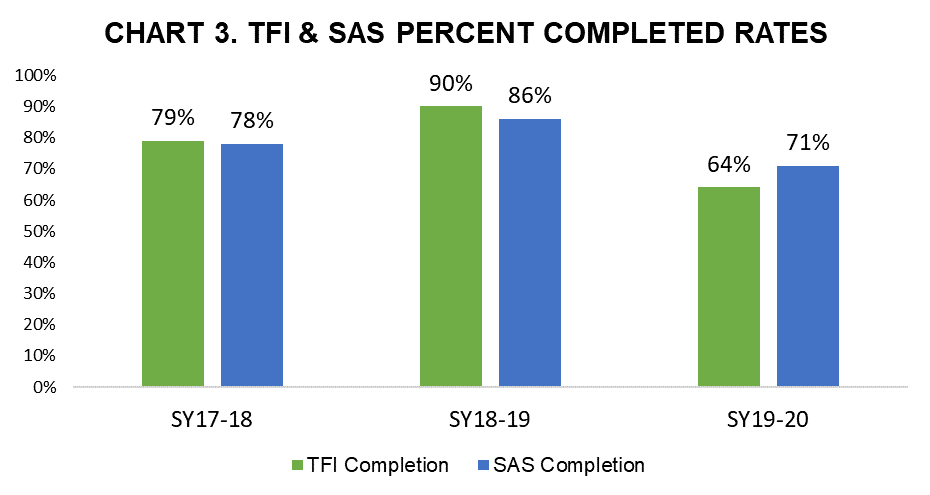 CHART 3. TFI & SAS PERCENT COMPLETED RATES
100%
90%
80%
70%
60%
50%
40%
30%
20%
10%
0%
79%
78%
90%
86%
64%
71%
SY17-18
SY18-19
SY19-20
TFI Completion
SAS Completion